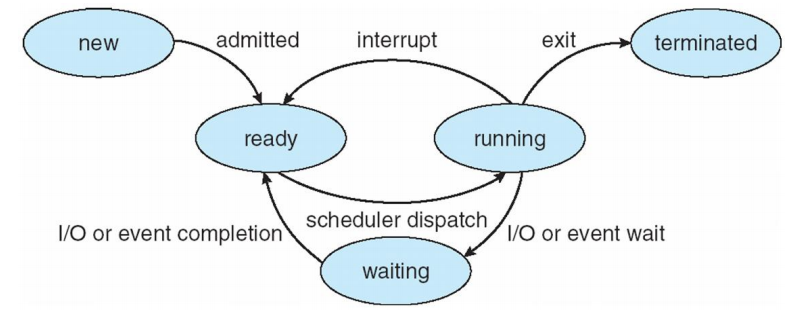 new
admitted
interrupt
exit
terminated
ready
running
scheduler dispatch
I/O or event completion
I/O or event wait
waiting